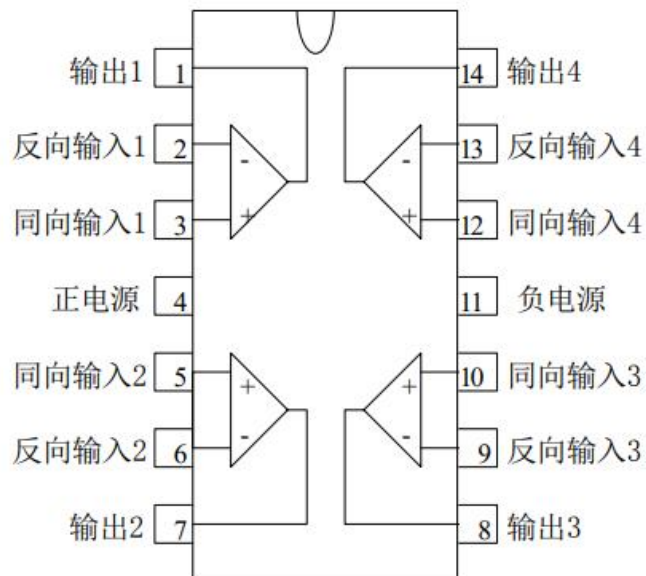 输出1 1 14 输出4
反向输入1 2 - - 13 反向输入4
同向输入1 3 + + 12 同向输入4
正电源 4 11 负电源
同向输入2 5 + + 10 同向输入3
反向输入2 6 - - 9 反向输入3
输出2 7 8 输出3